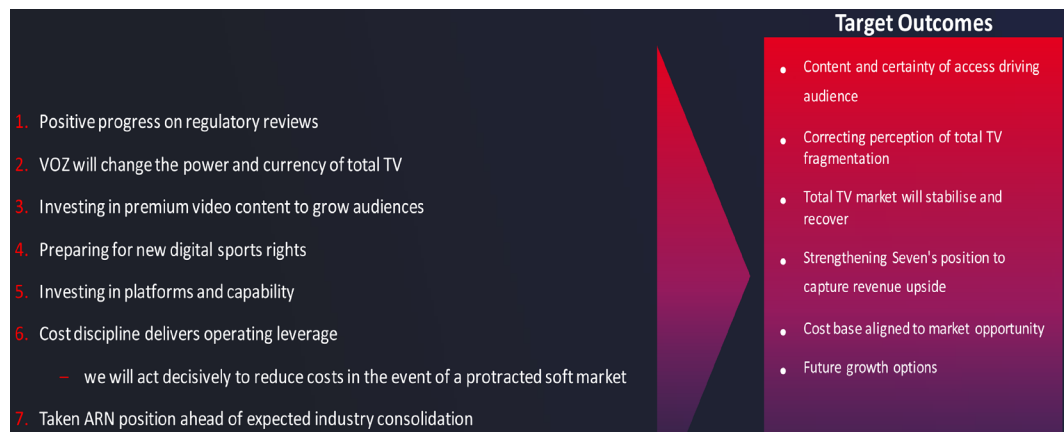 Target Outcomes
1. Positive progress on regulatory reviews
2. VOZ will change the power and currency of total TV
3. Investing in premium video content to grow audiences
4. Preparing for new digital sports rights
5. Investing in platforms and capability
6. Cost discipline delivers operating leverage
– we will act decisively to reduce costs in the event of a protracted soft market
7. Taken ARN position ahead of expected industry consolidation
• Content and certainty of access driving
audience
• Correcting perception of total TV
fragmentation
• Total TV market will stabilise and
recover
• Strengthening Seven's position to
capture revenue upside
• Cost base aligned to market opportunity
• Future growth options